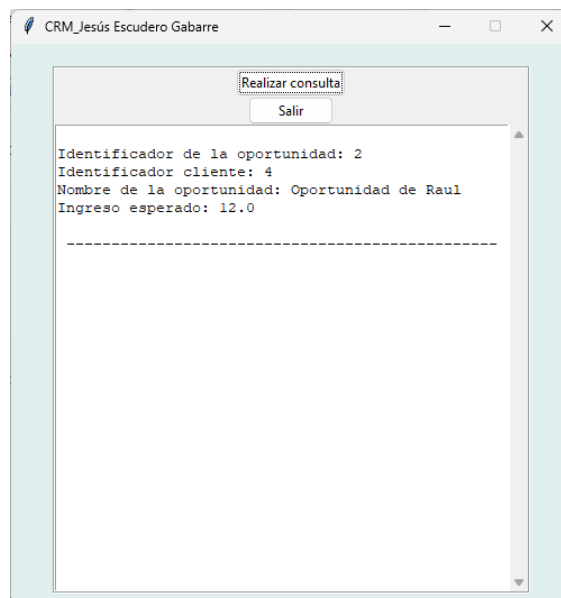 CRM_Jesús Escudero Gabarre
Realizar consulta
Salir
Identificador de la oportunidad: 2
Identificador cliente: 4
Nombre de la oportunidad: Oportunidad de Raul
Ingreso esperado: 12.0
------------------------------------------------